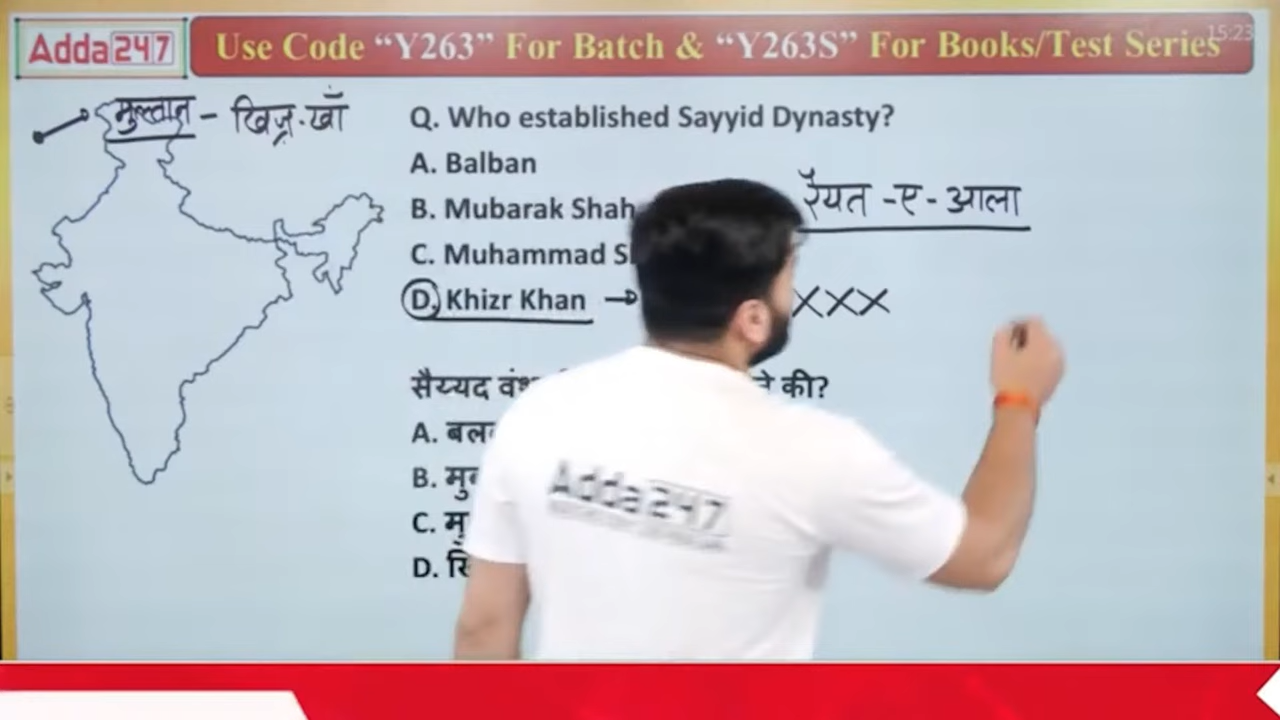 Adda247
Use Code “Y263” For Batch & “Y263S” For Books/Test Series
15:23
मुल्तान - खिज्र.खाँ
Q. Who established Sayyid Dynasty?
A. Balban
B. Mubarak Shah
रैयत -ए- आला
C. Muhammad
D. Khizr Khan → XXX
सैय्यद की?
A.
B.
C.
D.
Adda247